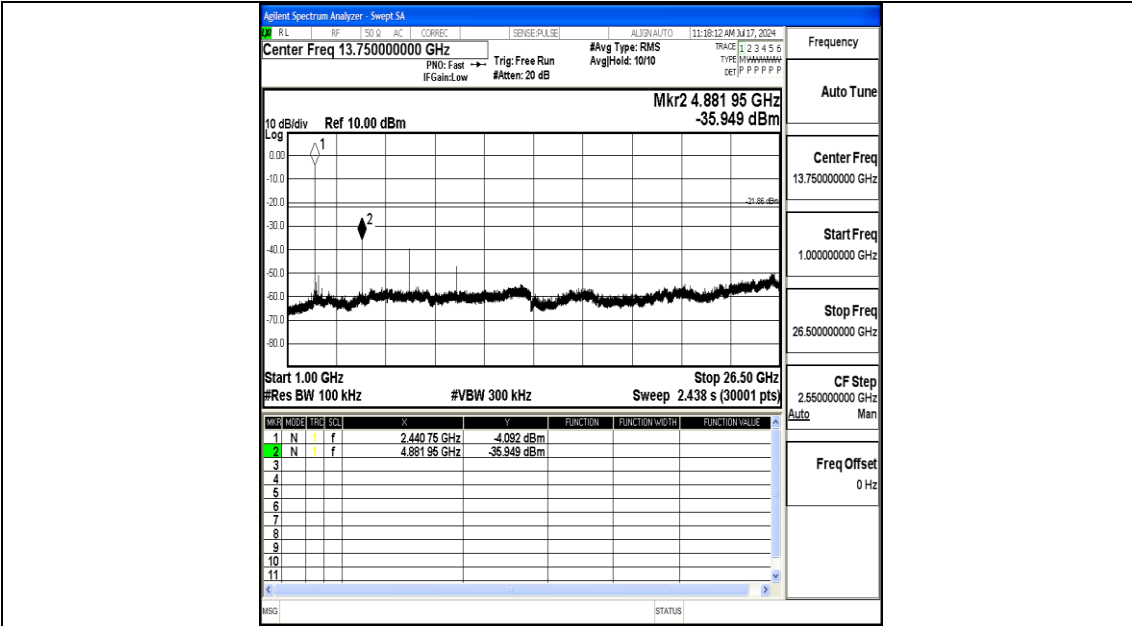 Agilent Spectrum Analyzer - Swept SA
RL RF 50 Ω AC CORREC SENSE:PULSE ALIGN AUTO 11:18:12 AM Jul 17, 2024
Center Freq 13.750000000 GHz
PNO: Fast
IFGain:Low
Trig: Free Run
#Atten: 20 dB
#Avg Type: RMS
Avg|Hold: 10/10
TRACE 1 2 3 4 5 6
TYPE M W W W W W
DET P P P P P P
Mkr2 4.881 95 GHz
-35.949 dBm
10 dB/div Ref 10.00 dBm
Log
0.00
-10.0
-20.0
-30.0
-40.0
-50.0
-60.0
-70.0
-80.0
1
2
-21.86 dBm
Start 1.00 GHz Stop 26.50 GHz
#Res BW 100 kHz #VBW 300 kHz Sweep 2.438 s (30001 pts)
MKR MODE TRC SCL X Y FUNCTION FUNCTION WIDTH FUNCTION VALUE
1 N 1 f 2.440 75 GHz -4.092 dBm
2 N 1 f 4.881 95 GHz -35.949 dBm
3
4
5
6
7
8
9
10
11
MSG STATUS
Frequency
Auto Tune
Center Freq
13.750000000 GHz
Start Freq
1.000000000 GHz
Stop Freq
26.500000000 GHz
CF Step
2.550000000 GHz
Auto Man
Freq Offset
0 Hz